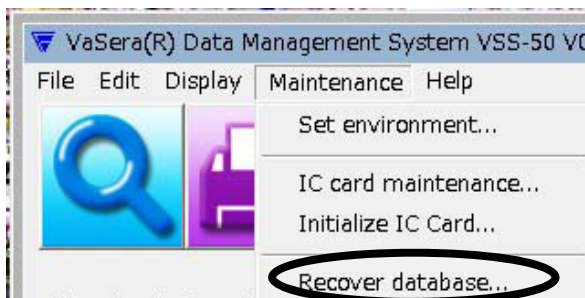 VaSera(R) Data Management System VSS-50 V0
File Edit Display Maintenance Help
Set environment...
IC card maintenance...
Initialize IC Card...
Recover database...